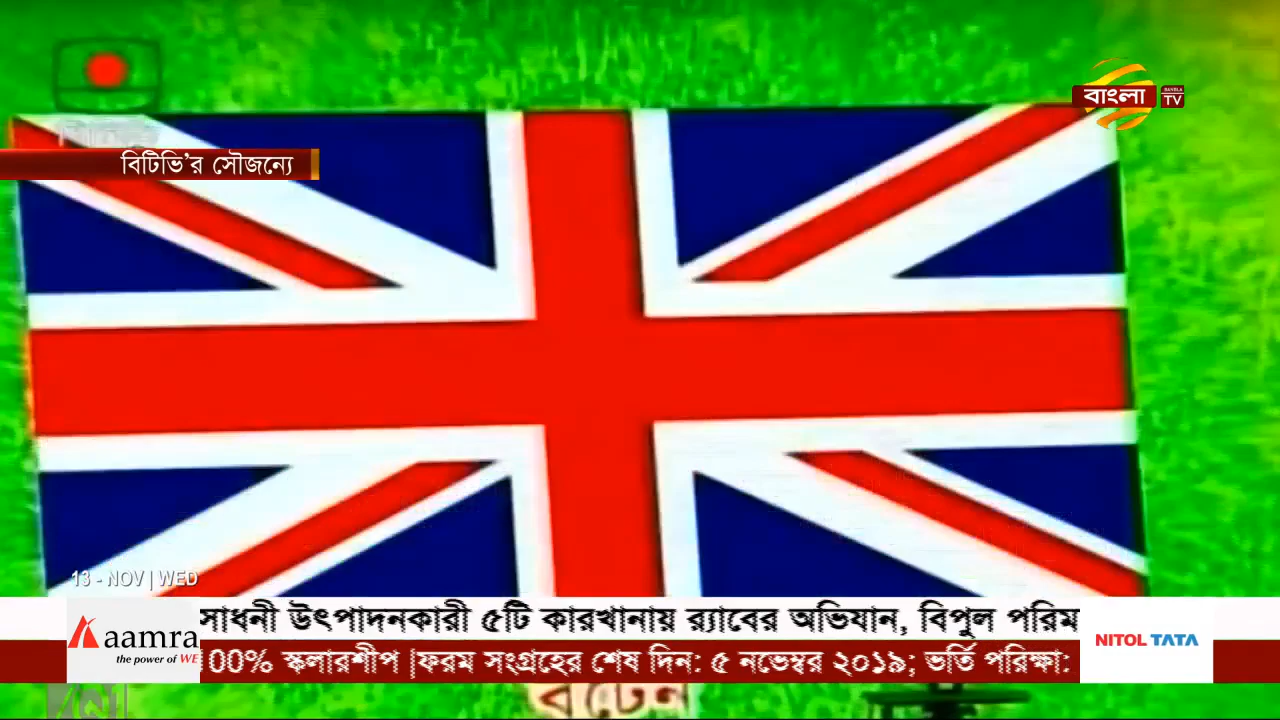 বাংলা
BANGLA
TV
বিটিভি’র সৌজন্যে
13 - NOV | WED
সাধনী উৎপাদনকারী ৫টি কারখানায় র‍্যাবের অভিযান, বিপুল পরিম
aamra
the power of WE
00% স্কলারশীপ |ফরম সংগ্রহের শেষ দিন: ৫ নভেম্বর ২০১৯; ভর্তি পরিক্ষা:
NITOL TATA
বৃটেন